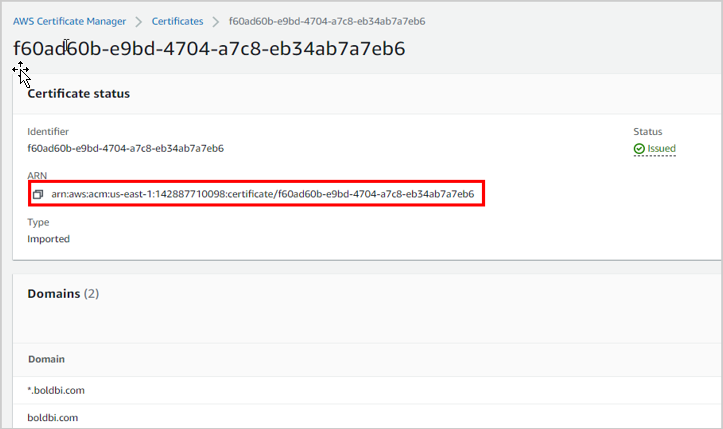 AWS Certificate Manager > Certificates > f60ad60b-e9bd-4704-a7c8-eb34ab7a7eb6
f60ad60b-e9bd-4704-a7c8-eb34ab7a7eb6
Certificate status
Identifier
f60ad60b-e9bd-4704-a7c8-eb34ab7a7eb6
Status
Issued
ARN
arn:aws:acm:us-east-1:142887710098:certificate/f60ad60b-e9bd-4704-a7c8-eb34ab7a7eb6
Type
Imported
Domains (2)
Domain
*.boldbi.com
boldbi.com